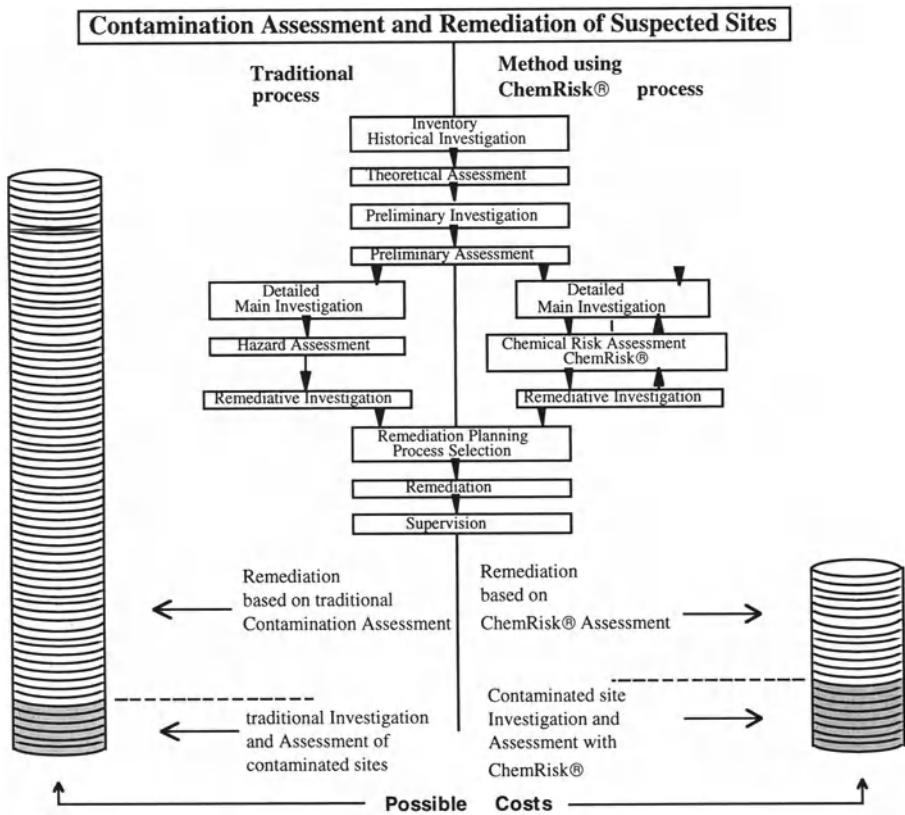 Contamination Assessment and Remediation of Suspected Sites
Traditional
process
Method using
ChemRisk® process
Inventory
Historical Investigation
Theoretical Assessment
Preliminary Investigation
Preliminary Assessment
Detailed
Main Investigation
Hazard Assessment
Remediative Investigation
Detailed
Main Investigation
Chemical Risk Assessment
ChemRisk®
Remediative Investigation
Remediation Planning
Process Selection
Remediation
Supervision
Remediation
based on traditional
Contamination Assessment
Remediation
based on
ChemRisk® Assessment
traditional Investigation
and Assessment of
contaminated sites
Contaminated site
Investigation and
Assessment with
ChemRisk®
Possible Costs